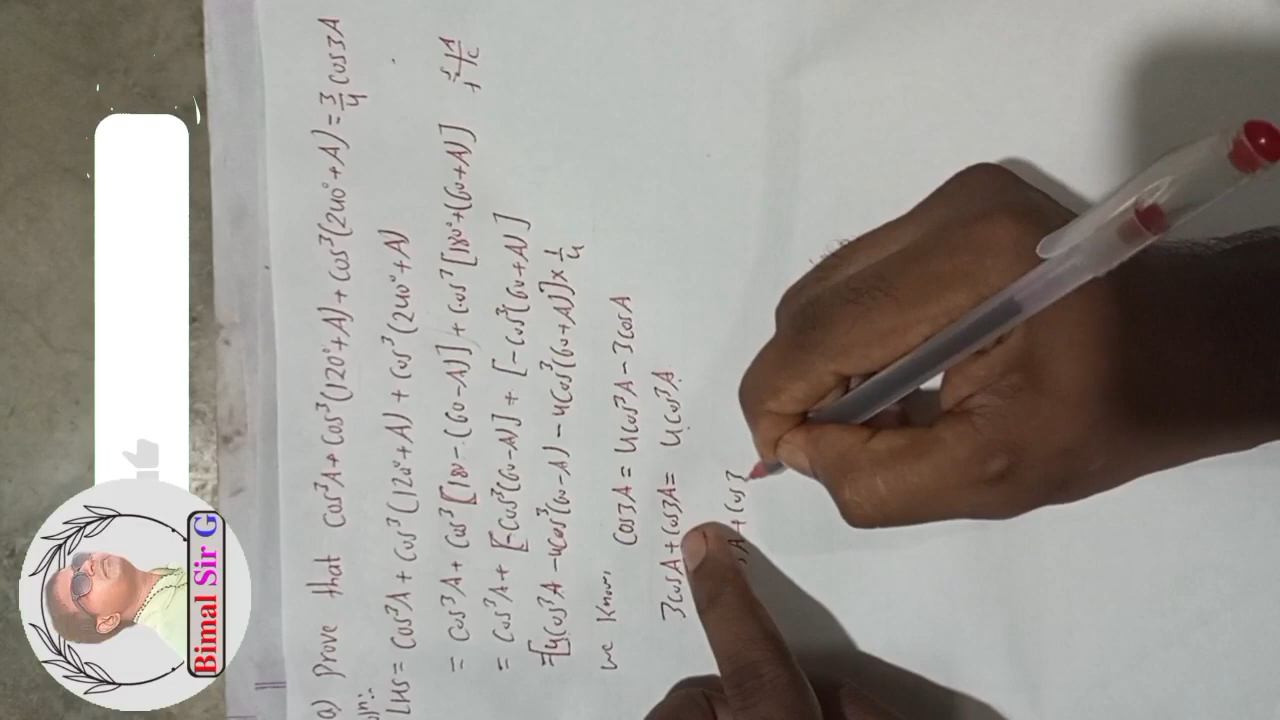 a) prove that cos³A + cos³(120°+A) + cos³(240°+A) = 3/4 cos3A
sol^n:-
LHS = cos³A + cos³(120°+A) + cos³(240°+A)
= cos³A + cos³[180-(60-A)] + cos³[180°+(60+A)]
= cos³A + [-cos³(60-A)] + [-cos³(60+A)]
=[4cos³A - 4cos³(60-A) - 4cos³(60+A)]× 1/4
we know,
cos3A = 4cos³A - 3cosA
3cosA + cos3A = 4cos³A
A + cos3
S A
T C
Bimal Sir G